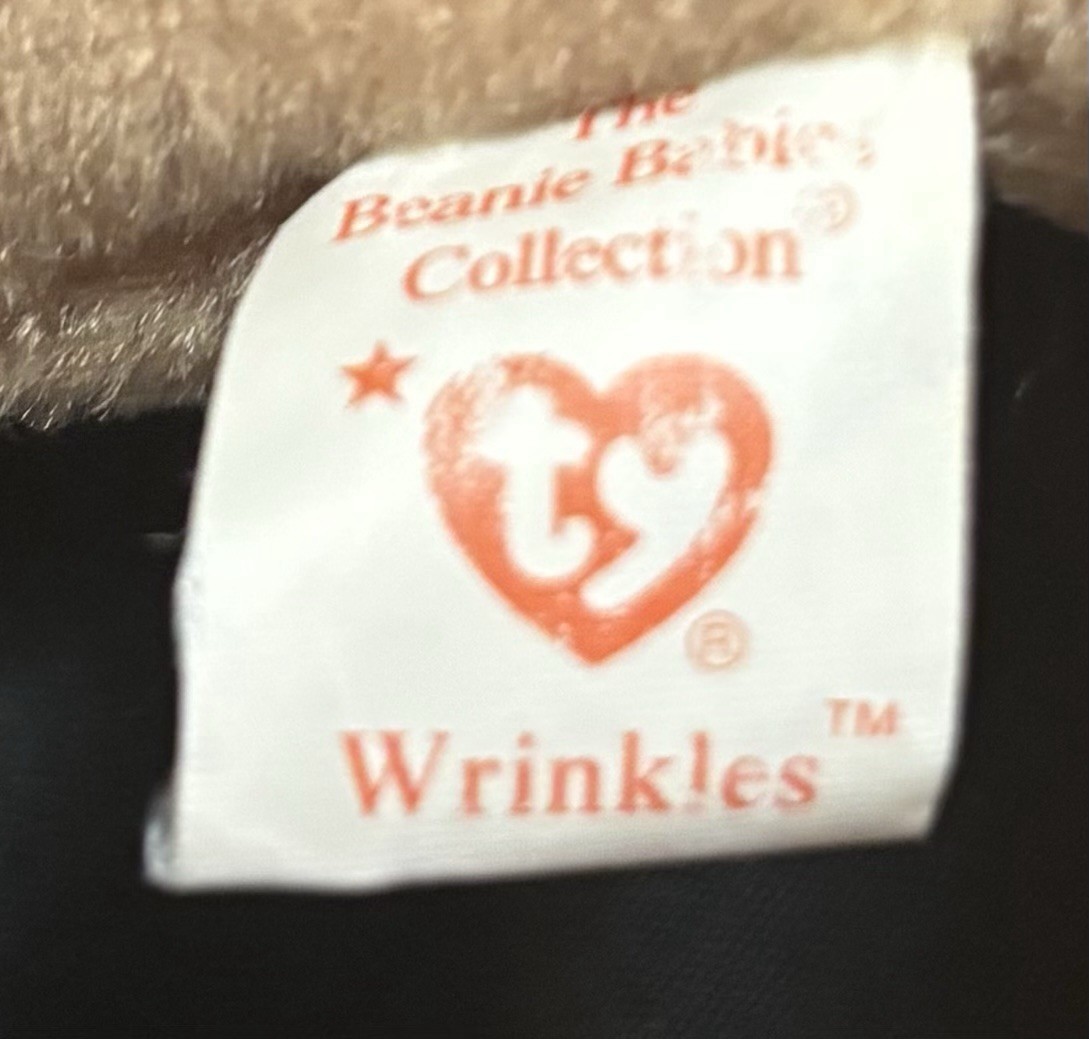 The
Beanie Babies
Collection®
ty
®
Wrinkles™